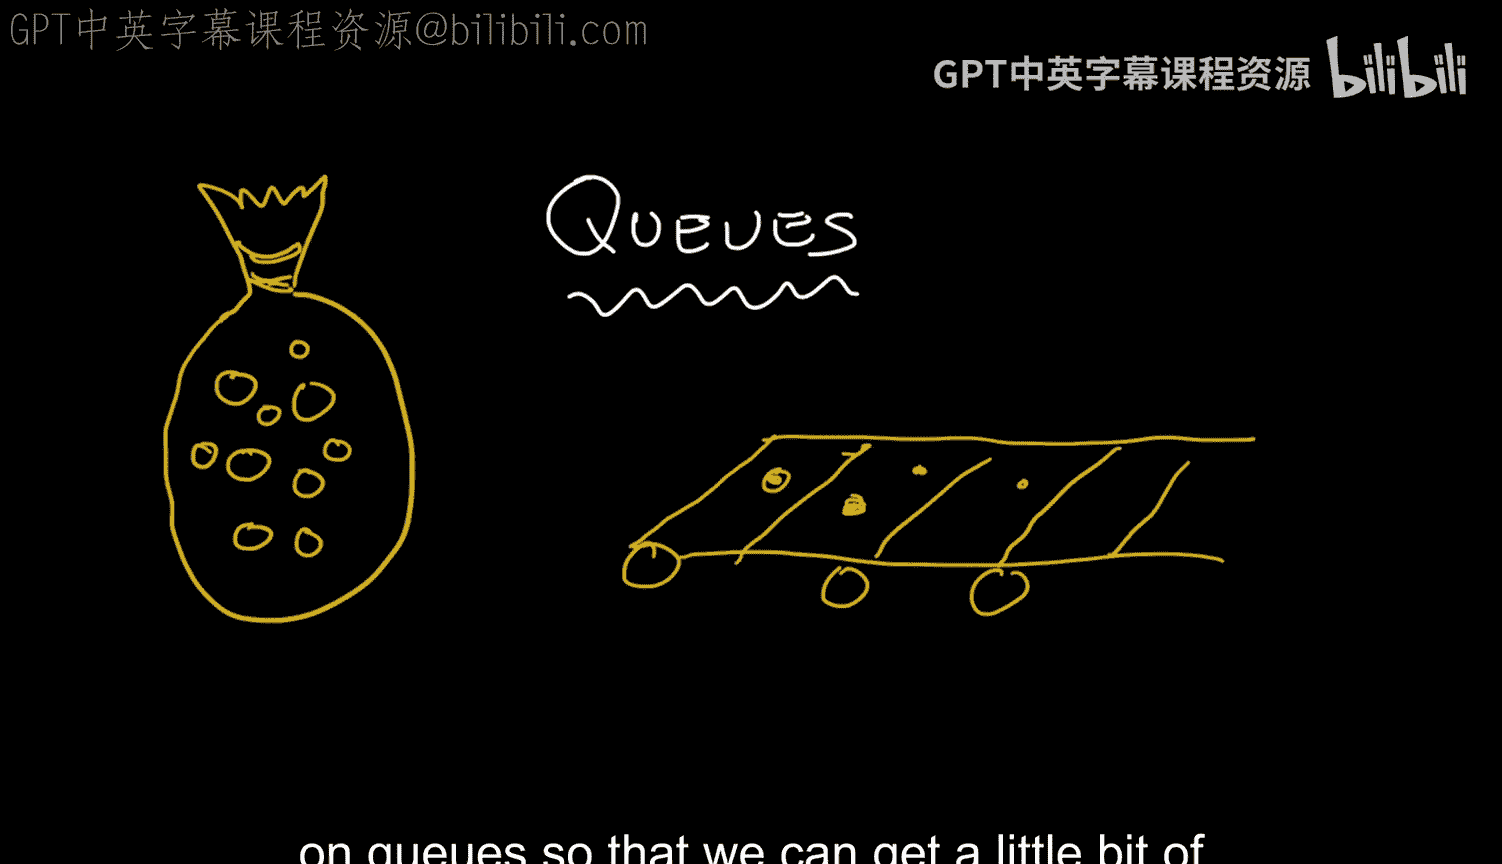 GPT中英字幕课程资源@bilibili.com
GPT中英字幕课程资源 bilibili
QUEUES
on queues so that we can get a little bit of